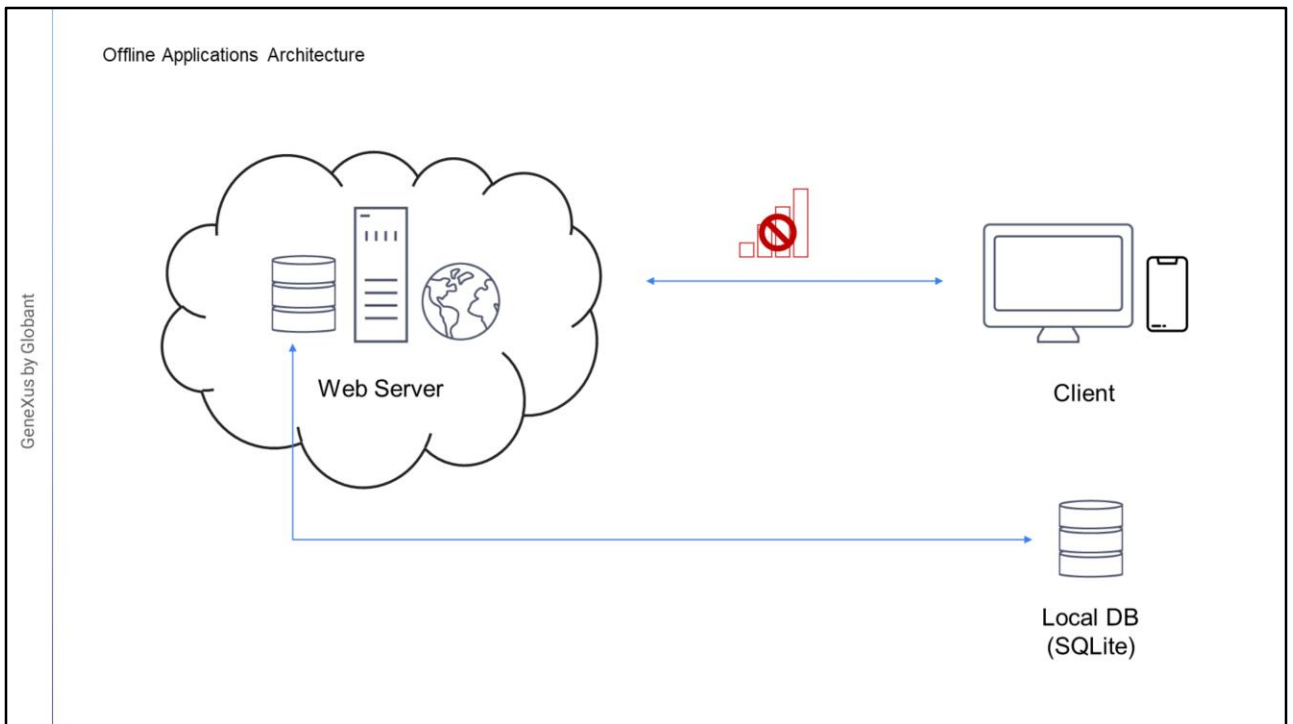 Offline Applications Architecture
GeneXus by Globant
Web Server
Client
Local DB
(SQLite)